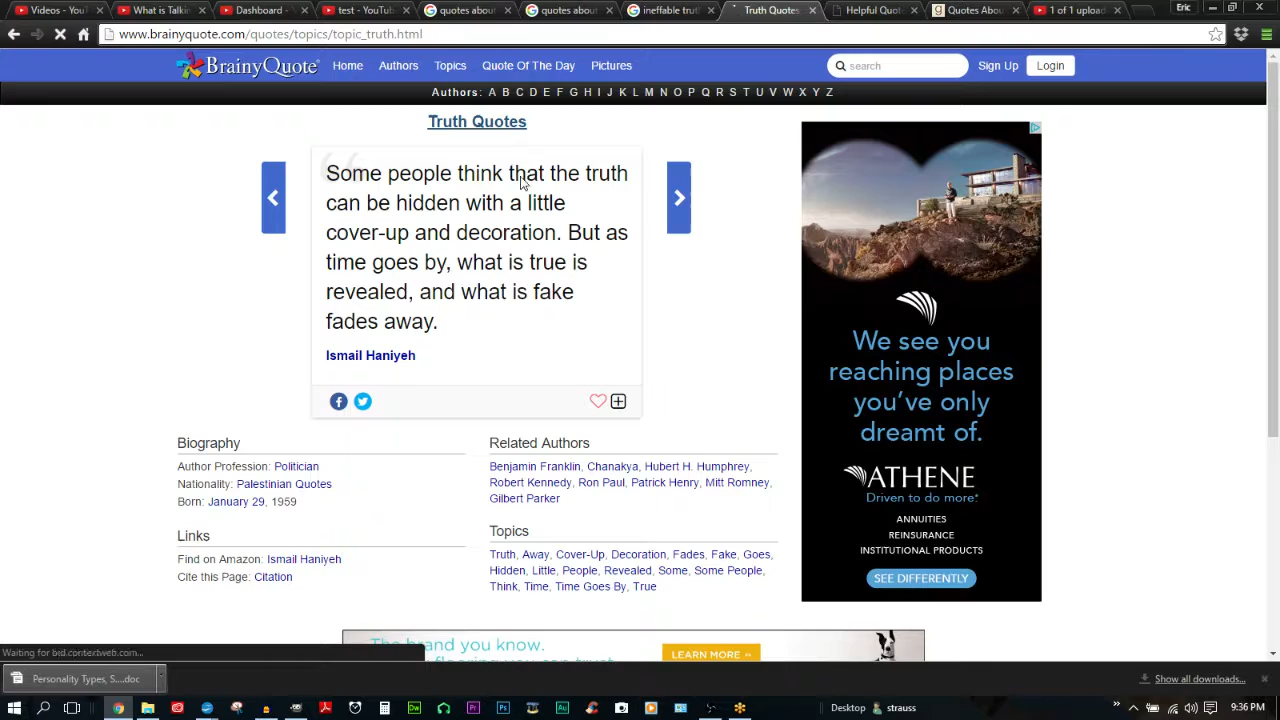 Videos - YouTu
What is Talkin
Dashboard -
test - YouTub
quotes about
quotes about
ineffable truth
Truth Quotes
Helpful Quot
Quotes Abou
1 of 1 upload
Eric
www.brainyquote.com/quotes/topics/topic_truth.html
BrainyQuote Home Authors Topics Quote Of The Day Pictures search Sign Up Login
Authors: A B C D E F G H I J K L M N O P Q R S T U V W X Y Z
Truth Quotes
Some people think that the truth
can be hidden with a little
cover-up and decoration. But as
time goes by, what is true is
revealed, and what is fake
fades away.
Ismail Haniyeh
Biography
Author Profession: Politician
Nationality: Palestinian Quotes
Born: January 29, 1959
Links
Find on Amazon: Ismail Haniyeh
Cite this Page: Citation
Related Authors
Benjamin Franklin, Chanakya, Hubert H. Humphrey,
Robert Kennedy, Ron Paul, Patrick Henry, Mitt Romney,
Gilbert Parker
Topics
Truth, Away, Cover-Up, Decoration, Fades, Fake, Goes,
Hidden, Little, People, Revealed, Some, Some People,
Think, Time, Time Goes By, True
We see you
reaching places
you've only
dreamt of.
ATHENE
Driven to do more.
ANNUITIES
REINSURANCE
INSTITUTIONAL PRODUCTS
SEE DIFFERENTLY
The brand you know.
LEARN MORE
Waiting for bid.contextweb.com...
Personality Types, S....doc
Show all downloads...
Desktop strauss 9:36 PM